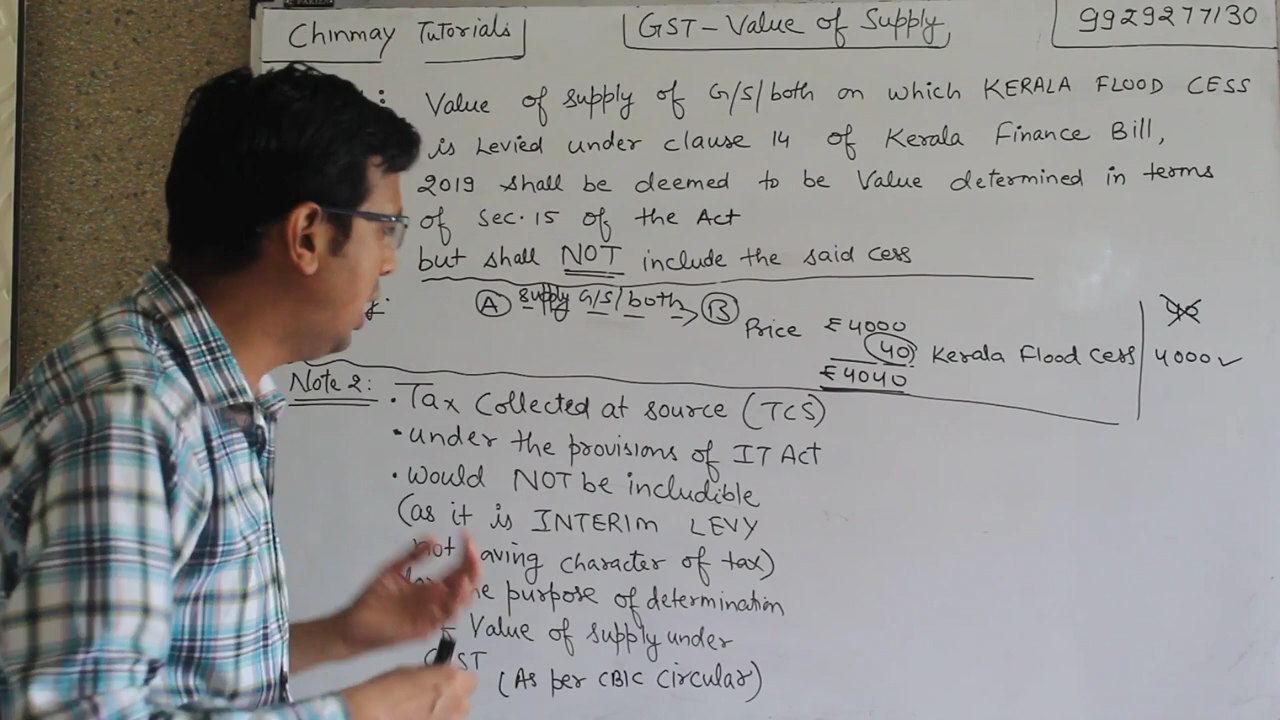 Chinmay Tutorials
GST - Value of Supply
9929277130
: Value of supply of G/S/both on which KERALA FLOOD CESS
is Levied under clause 14 of Kerala Finance Bill,
2019 shall be deemed to be Value determined in terms
of Sec. 15 of the Act
but shall NOT include the said cess
A supply G/S/both → B
Price ₹4000
40 Kerala Flood Cess
₹4040
4000 ✓
Note 2: • Tax Collected at source (TCS)
• under the provisions of IT Act
• would NOT be includible
(as it is INTERIM LEVY
not aving character of tax)
he purpose of determination
Value of supply under
GST
(As per CBIC circular)